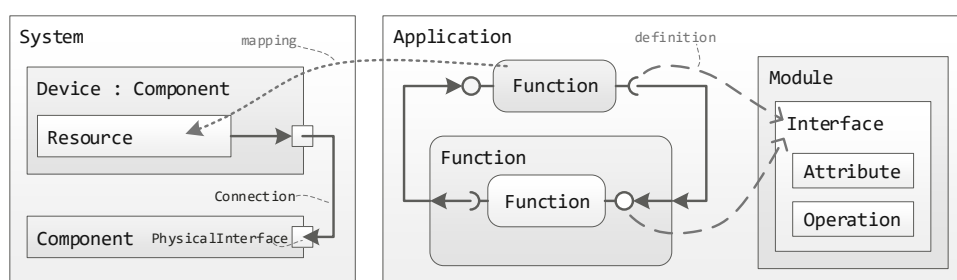 System
mapping
Device : Component
Resource
Connection
Component
PhysicalInterface
Application
definition
Function
Function
Function
Module
Interface
Attribute
Operation